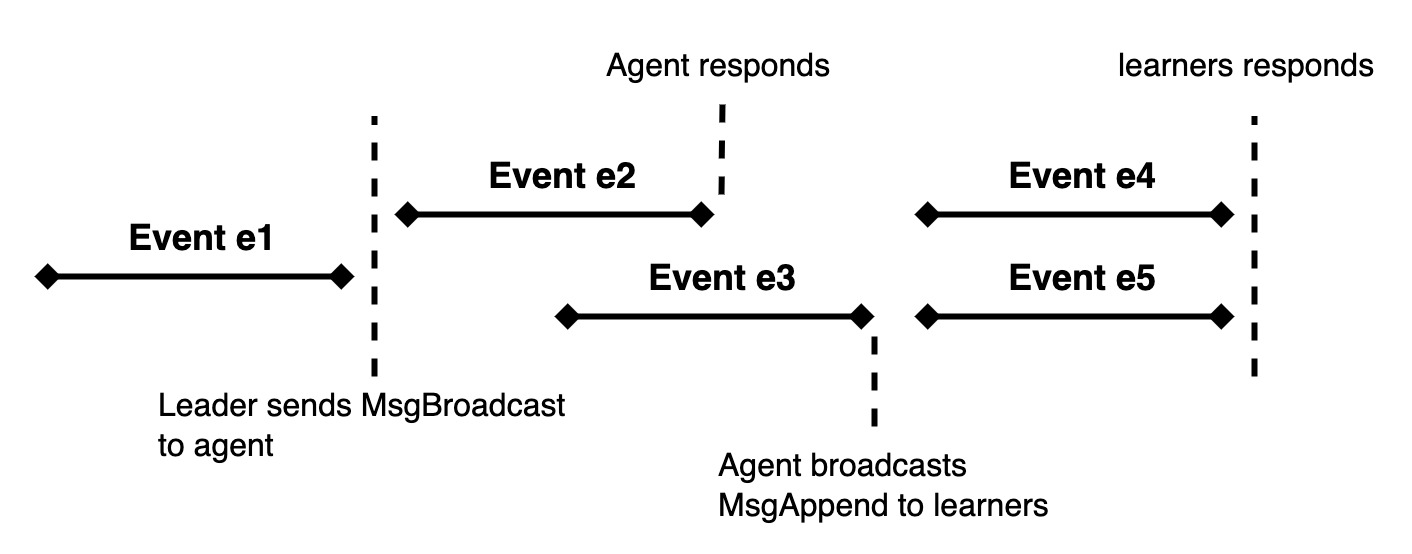 Agent responds
learners responds
Event e2
Event e4
Event e1
Event e3
Event e5
Leader sends MsgBroadcast
to agent
Agent broadcasts
MsgAppend to learners